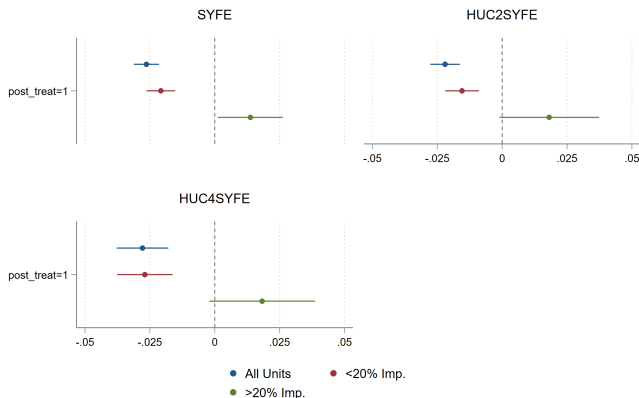 SYFE
HUC2SYFE
post_treat=1
-.05 -.025 0 .025 .05
HUC4SYFE
post_treat=1
-.05 -.025 0 .025 .05
All Units
<20% Imp.
>20% Imp.